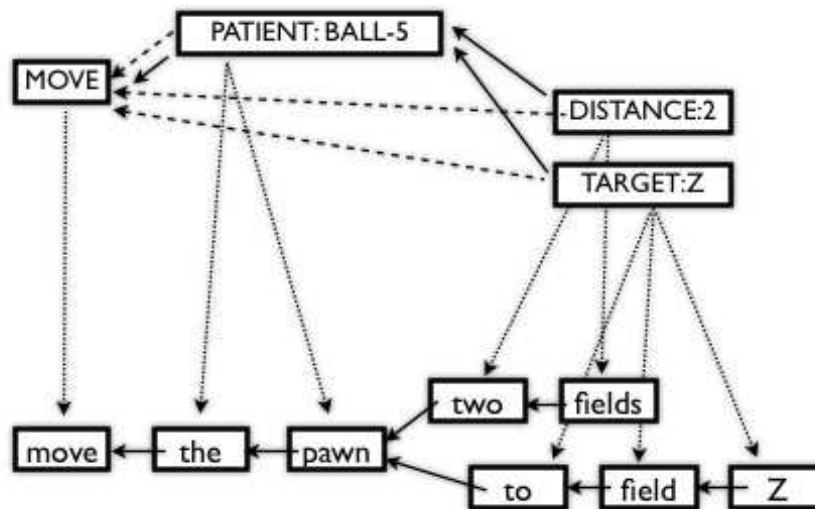 PATIENT: BALL-5
MOVE
DISTANCE:2
TARGET:Z
two fields
move the pawn
to field Z